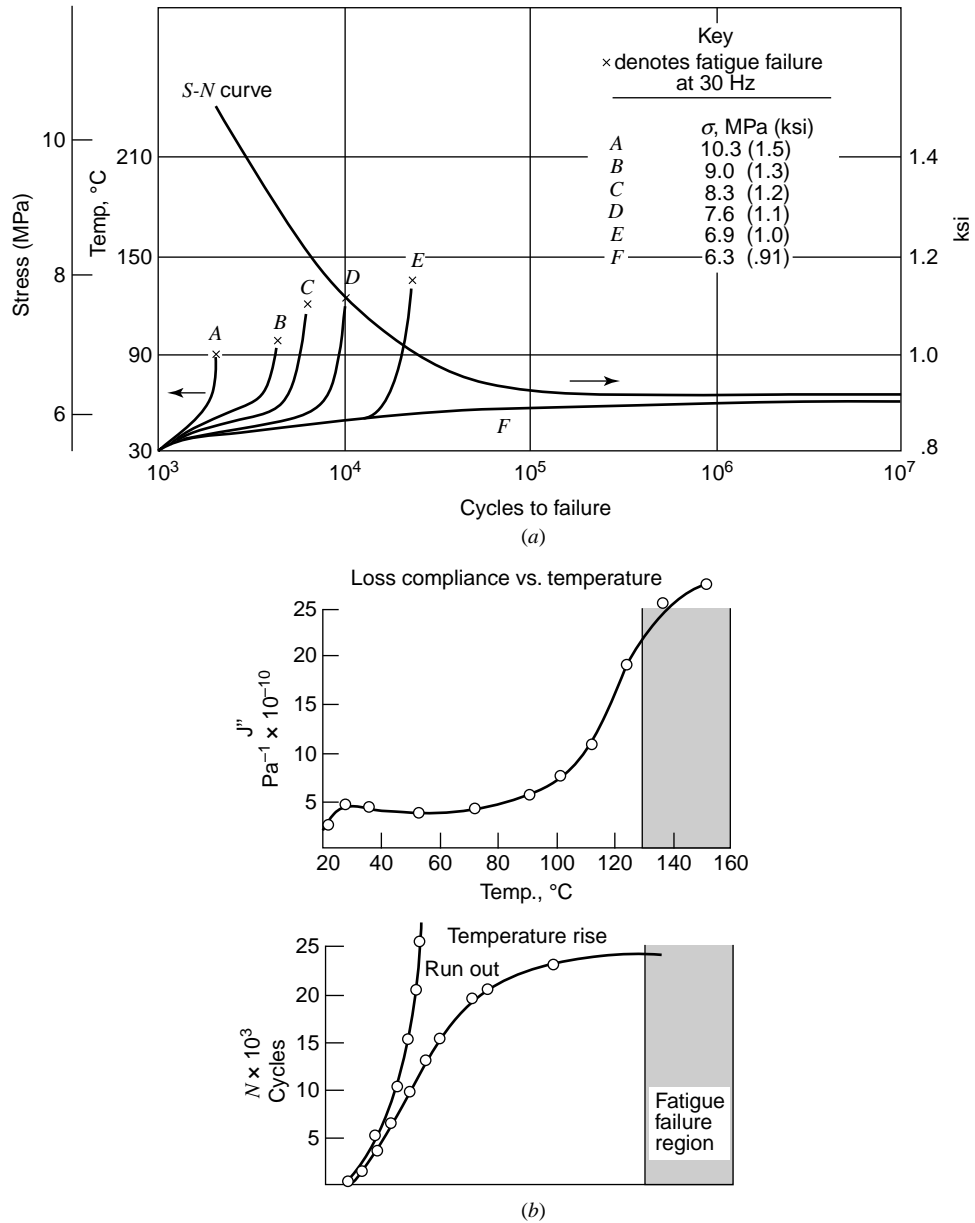 Key
× denotes fatigue failure
at 30 Hz
σ, MPa (ksi)
A 10.3 (1.5)
B 9.0 (1.3)
C 8.3 (1.2)
D 7.6 (1.1)
E 6.9 (1.0)
F 6.3 (.91)
S-N curve
Stress (MPa)
10
8
6
Temp, °C
210
150
90
30
ksi
1.4
1.2
1.0
.8
A
B
C
D
E
F
10³
10⁴
10⁵
10⁶
10⁷
Cycles to failure
(a)
Loss compliance vs. temperature
J”
Pa⁻¹ × 10⁻¹⁰
25
20
15
10
5
20
40
60
80
100
120
140
160
Temp., °C
Temperature rise
Run out
N × 10³
Cycles
25
20
15
10
5
Fatigue
failure
region
(b)